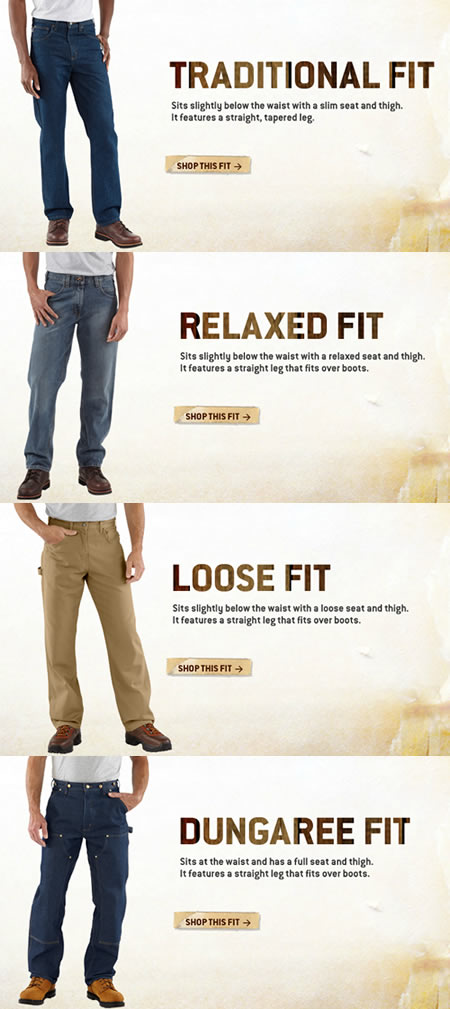 TRADITIONAL FIT
Sits slightly below the waist with a slim seat and thigh.
It features a straight, tapered leg.
SHOP THIS FIT →
RELAXED FIT
Sits slightly below the waist with a relaxed seat and thigh.
It features a straight leg that fits over boots.
SHOP THIS FIT →
LOOSE FIT
Sits slightly below the waist with a loose seat and thigh.
It features a straight leg that fits over boots.
SHOP THIS FIT →
DUNGAREE FIT
Sits at the waist and has a full seat and thigh.
It features a straight leg that fits over boots.
SHOP THIS FIT →